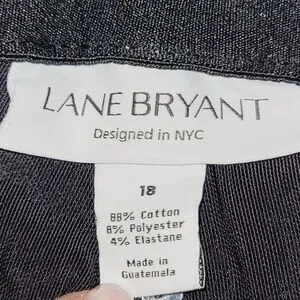 LANE BRYANT
Designed in NYC
18
88% Cotton
8% Polyester
4% Elastane
Made in
Guatemala